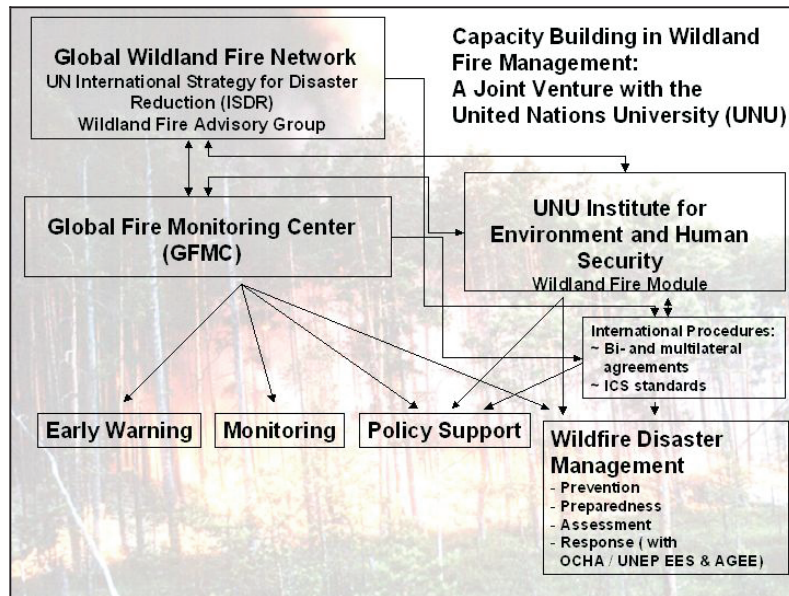 Global Wildland Fire Network
UN International Strategy for Disaster
Reduction (ISDR)
Wildland Fire Advisory Group
Capacity Building in Wildland
Fire Management:
A Joint Venture with the
United Nations University (UNU)
Global Fire Monitoring Center
(GFMC)
UNU Institute for
Environment and Human
Security
Wildland Fire Module
International Procedures:
~ Bi- and multilateral
agreements
~ ICS standards
Early Warning
Monitoring
Policy Support
Wildfire Disaster
Management
- Prevention
- Preparedness
- Assessment
- Response ( with
OCHA / UNEP EES & AGEE)